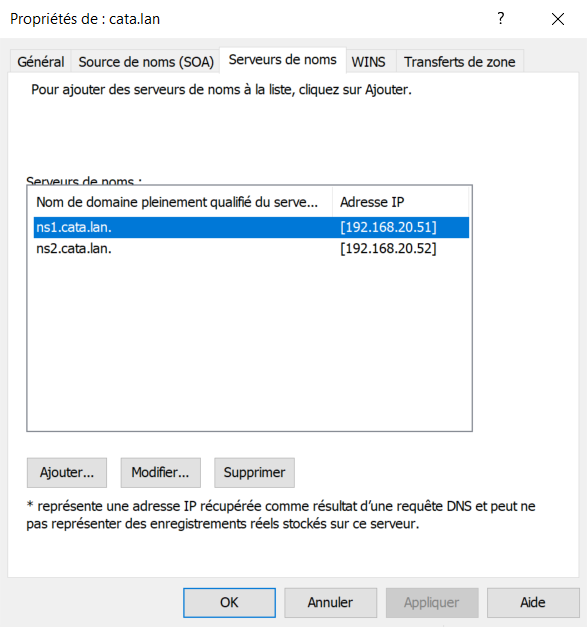 Propriétés de : cata.lan
?
Général Source de noms (SOA) Serveurs de noms WINS Transferts de zone
Pour ajouter des serveurs de noms à la liste, cliquez sur Ajouter.
Serveurs de noms :
Nom de domaine pleinement qualifié du serve... Adresse IP
ns1.cata.lan. [192.168.20.51]
ns2.cata.lan. [192.168.20.52]
Ajouter... Modifier... Supprimer
* représente une adresse IP récupérée comme résultat d'une requête DNS et peut ne
pas représenter des enregistrements réels stockés sur ce serveur.
OK Annuler Appliquer Aide